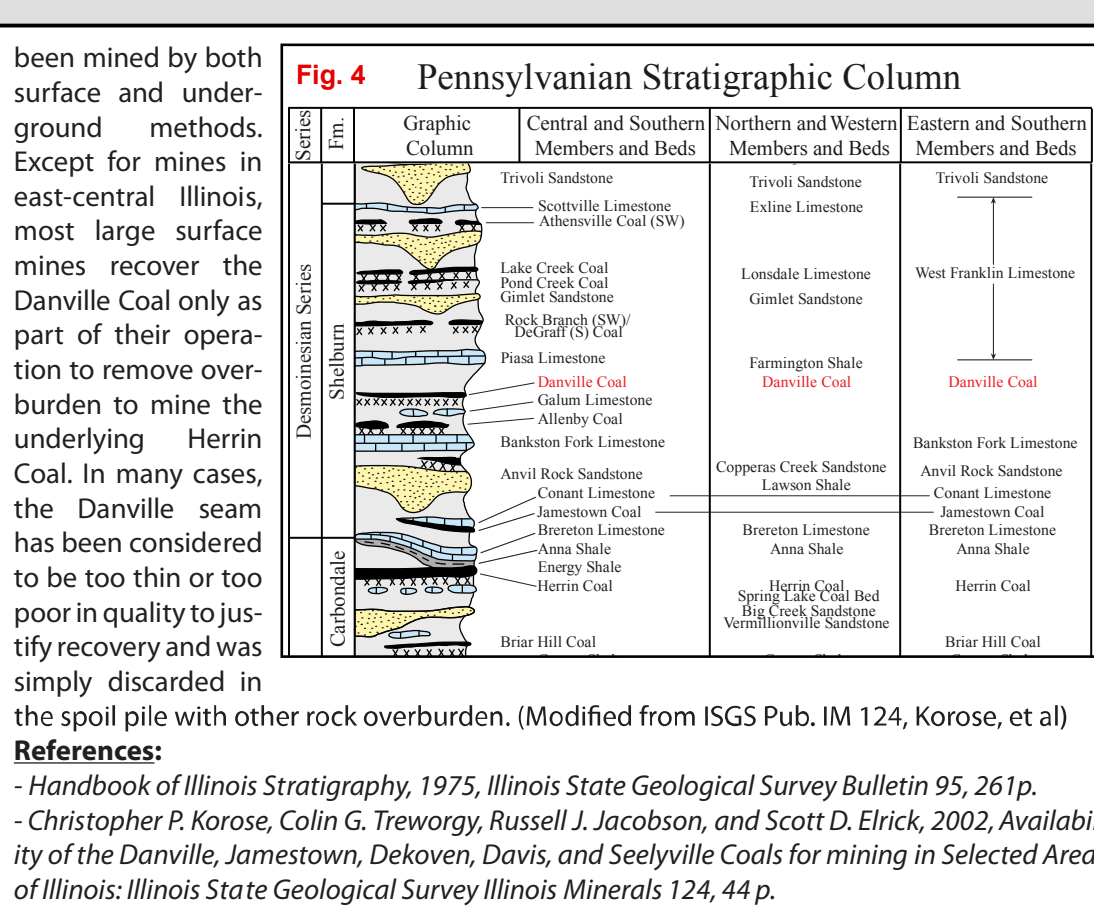 been mined by both
surface and under-
ground methods.
Except for mines in
east-central Illinois,
most large surface
mines recover the
Danville Coal only as
part of their opera-
tion to remove over-
burden to mine the
underlying Herrin
Coal. In many cases,
the Danville seam
has been considered
to be too thin or too
poor in quality to jus-
tify recovery and was
simply discarded in
the spoil pile with other rock overburden. (Modified from ISGS Pub. IM 124, Korose, et al)
Fig. 4 Pennsylvanian Stratigraphic Column
Series
Fm.
Graphic
Column
Central and Southern
Members and Beds
Northern and Western
Members and Beds
Eastern and Southern
Members and Beds
Desmoinesian Series
Shelburn
Carbondale
Trivoli Sandstone
Scottville Limestone
Athensville Coal (SW)
Lake Creek Coal
Pond Creek Coal
Gimlet Sandstone
Rock Branch (SW)/
DeGraff (S) Coal
Piasa Limestone
Danville Coal
Galum Limestone
Allenby Coal
Bankston Fork Limestone
Anvil Rock Sandstone
Conant Limestone
Jamestown Coal
Brereton Limestone
Anna Shale
Energy Shale
Herrin Coal
Briar Hill Coal
Trivoli Sandstone
Exline Limestone
Lonsdale Limestone
Gimlet Sandstone
Farmington Shale
Danville Coal
Copperas Creek Sandstone
Lawson Shale
Brereton Limestone
Anna Shale
Herrin Coal
Spring Lake Coal Bed
Big Creek Sandstone
Vermillionville Sandstone
Trivoli Sandstone
West Franklin Limestone
Danville Coal
Bankston Fork Limestone
Anvil Rock Sandstone
Conant Limestone
Jamestown Coal
Brereton Limestone
Anna Shale
Herrin Coal
Briar Hill Coal
References:
- Handbook of Illinois Stratigraphy, 1975, Illinois State Geological Survey Bulletin 95, 261p.
- Christopher P. Korose, Colin G. Treworgy, Russell J. Jacobson, and Scott D. Elrick, 2002, Availabil
ity of the Danville, Jamestown, Dekoven, Davis, and Seelyville Coals for mining in Selected Area
of Illinois: Illinois State Geological Survey Illinois Minerals 124, 44 p.